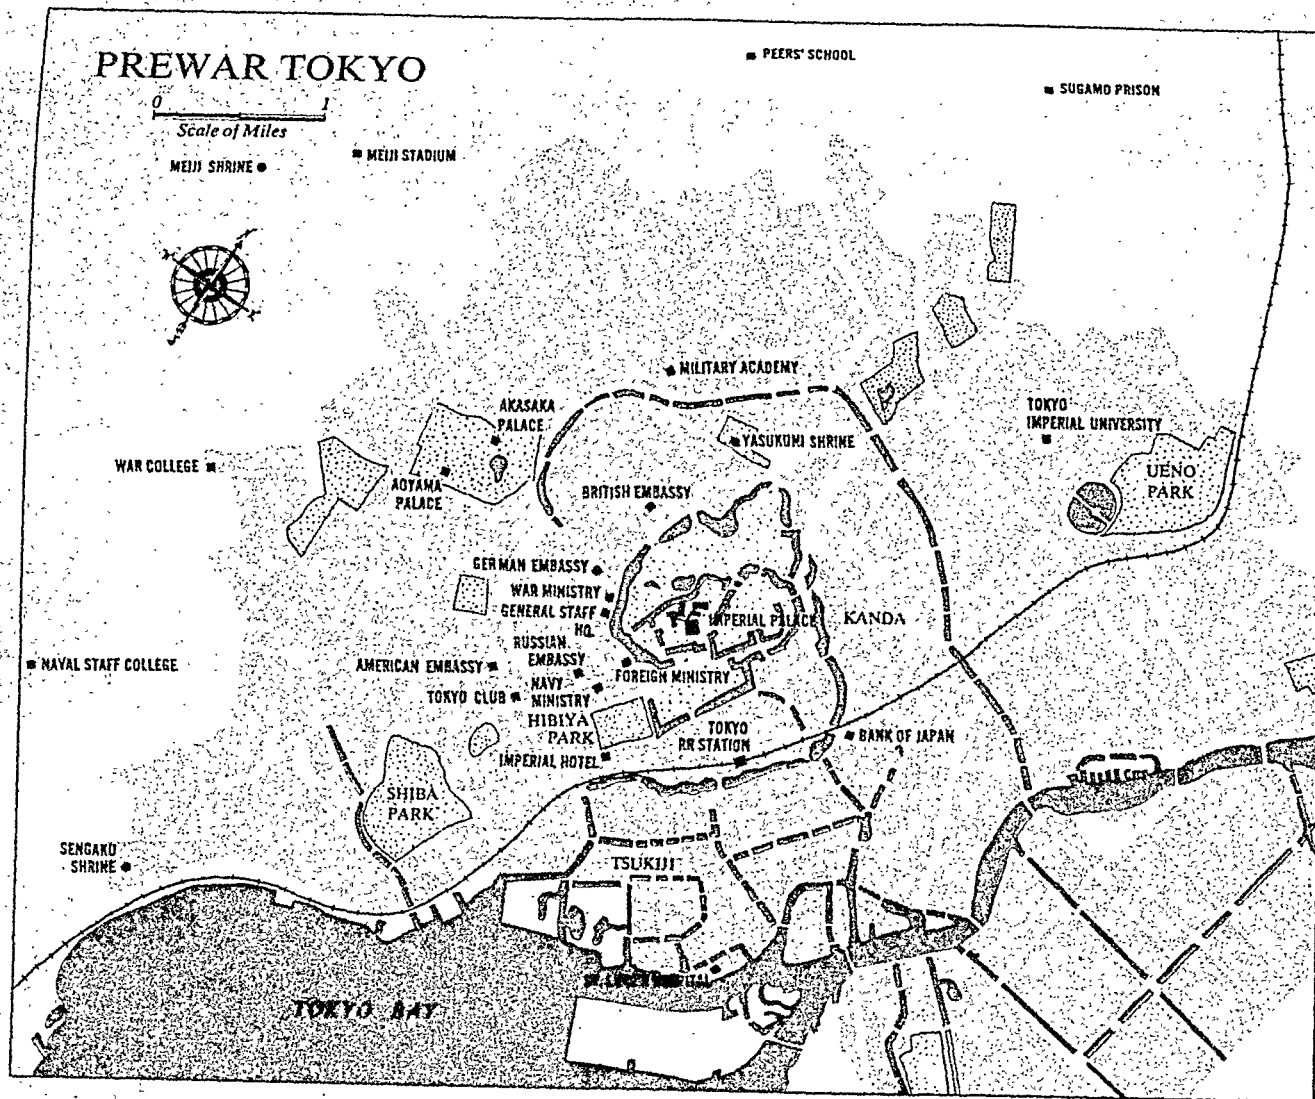 PREWAR TOKYO
0 1
Scale of Miles
PEERS' SCHOOL
SUGAMO PRISON
MEIJI SHRINE
MEIJI STADIUM
MILITARY ACADEMY
AKASAKA
PALACE
YASUKUNI SHRINE
TOKYO
IMPERIAL UNIVERSITY
WAR COLLEGE
AOYAMA
PALACE
UENO
PARK
BRITISH EMBASSY
GERMAN EMBASSY
WAR MINISTRY
GENERAL STAFF
HQ.
IMPERIAL PALACE
KANDA
RUSSIAN
EMBASSY
NAVAL STAFF COLLEGE
AMERICAN EMBASSY
FOREIGN MINISTRY
NAVY
MINISTRY
TOKYO CLUB
HIBIYA
PARK
TOKYO
RR STATION
BANK OF JAPAN
IMPERIAL HOTEL
SHIBA
PARK
SENGAKU
SHRINE
TSUKIJI
TOKYO BAY